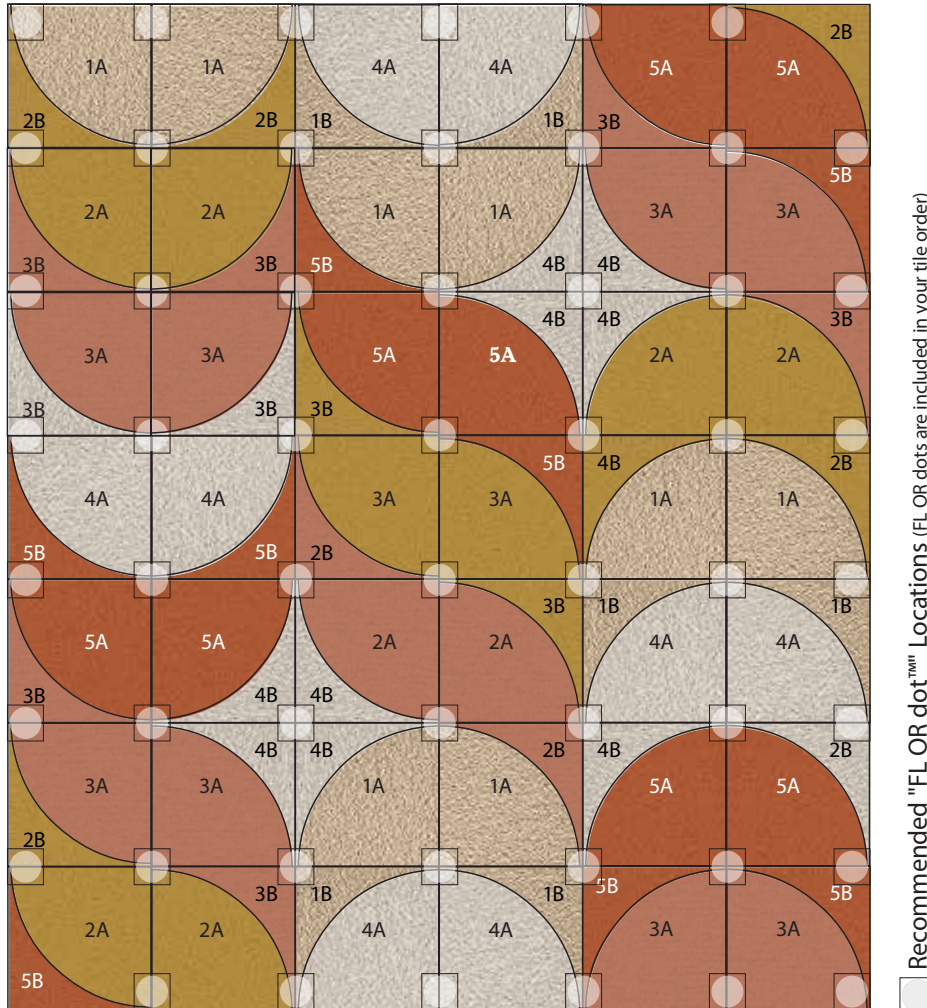 1A 1A 4A 4A 5A 5A 2B
2B 2B 1B 1B 3B
5B
2A 2A 1A 1A 3A 3A
3B 3B 5B 4B 4B
4B 4B 3B
3A 3A 5A 5A 2A 2A
3B 3B 3B
5B 4B 2B
4A 4A 3A 3A 1A 1A
5B 5B 2B
3B 1B 1B
5A 5A 2A 2A 4A 4A
3B 4B 4B
4B 4B 2B 4B 2B
3A 3A 1A 1A 5A 5A
2B
3B 1B 1B 5B 5B
2A 2A 4A 4A 3A 3A
5B
Recommended "FL OR dot™" Locations (FL OR dots are included in your tile order)